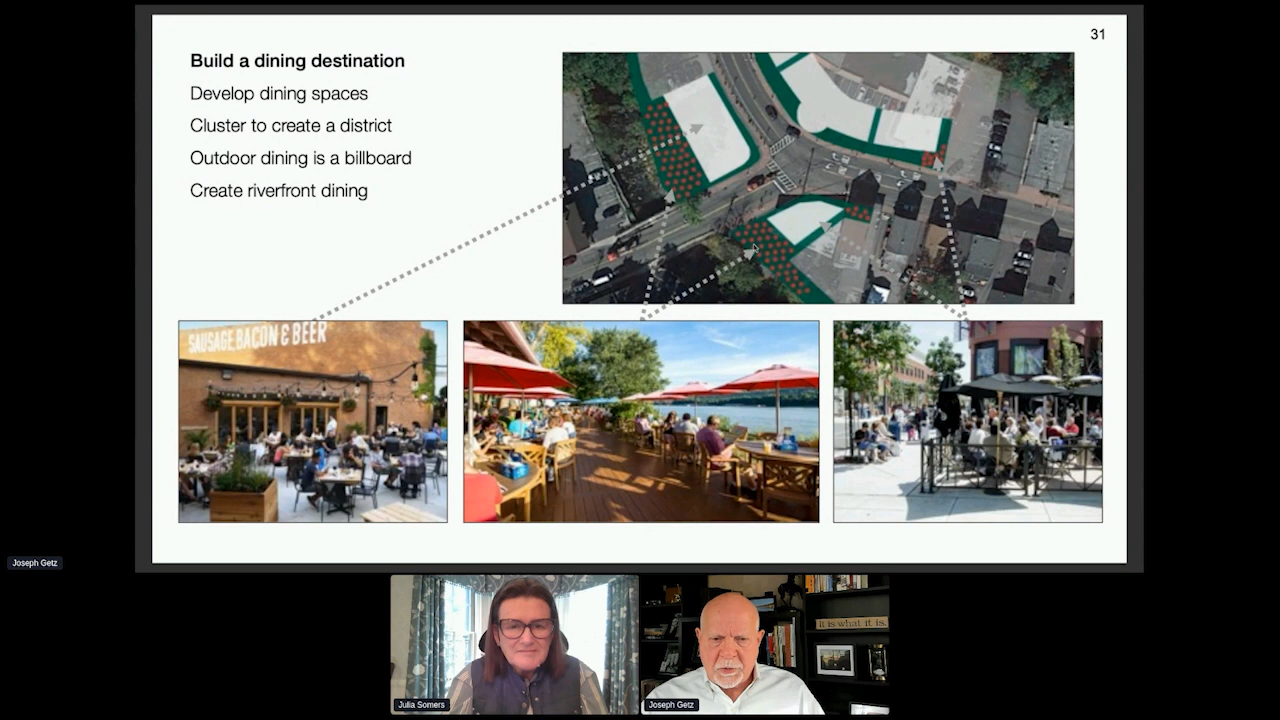 31
Build a dining destination
Develop dining spaces
Cluster to create a district
Outdoor dining is a billboard
Create riverfront dining
SAUSAGE BACON & BEER
Joseph Getz
it is what it is.
Julia Somers
Joseph Getz